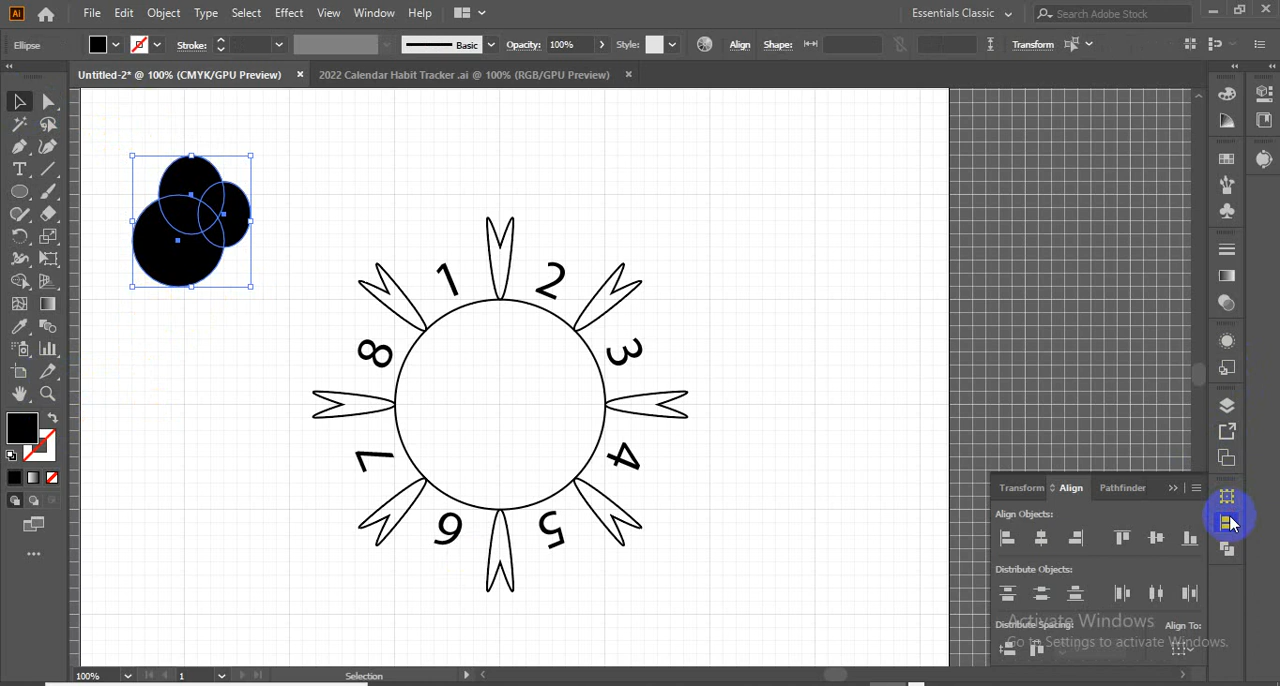 Ai File Edit Object Type Select Effect View Window Help Essentials Classic Search Adobe Stock
Ellipse Stroke: Basic Opacity: 100% Style: Align Shape: Transform
Untitled-2* @ 100% (CMYK/GPU Preview) × 2022 Calendar Habit Tracker .ai @ 100% (RGB/GPU Preview) ×
1 2
8 3
7 4
6 5
Transform Align Pathfinder
Align Objects:
Distribute Objects:
Distribute Spacing: Align To:
Activate Windows
Go to Settings to activate Windows.
100% 1 Selection